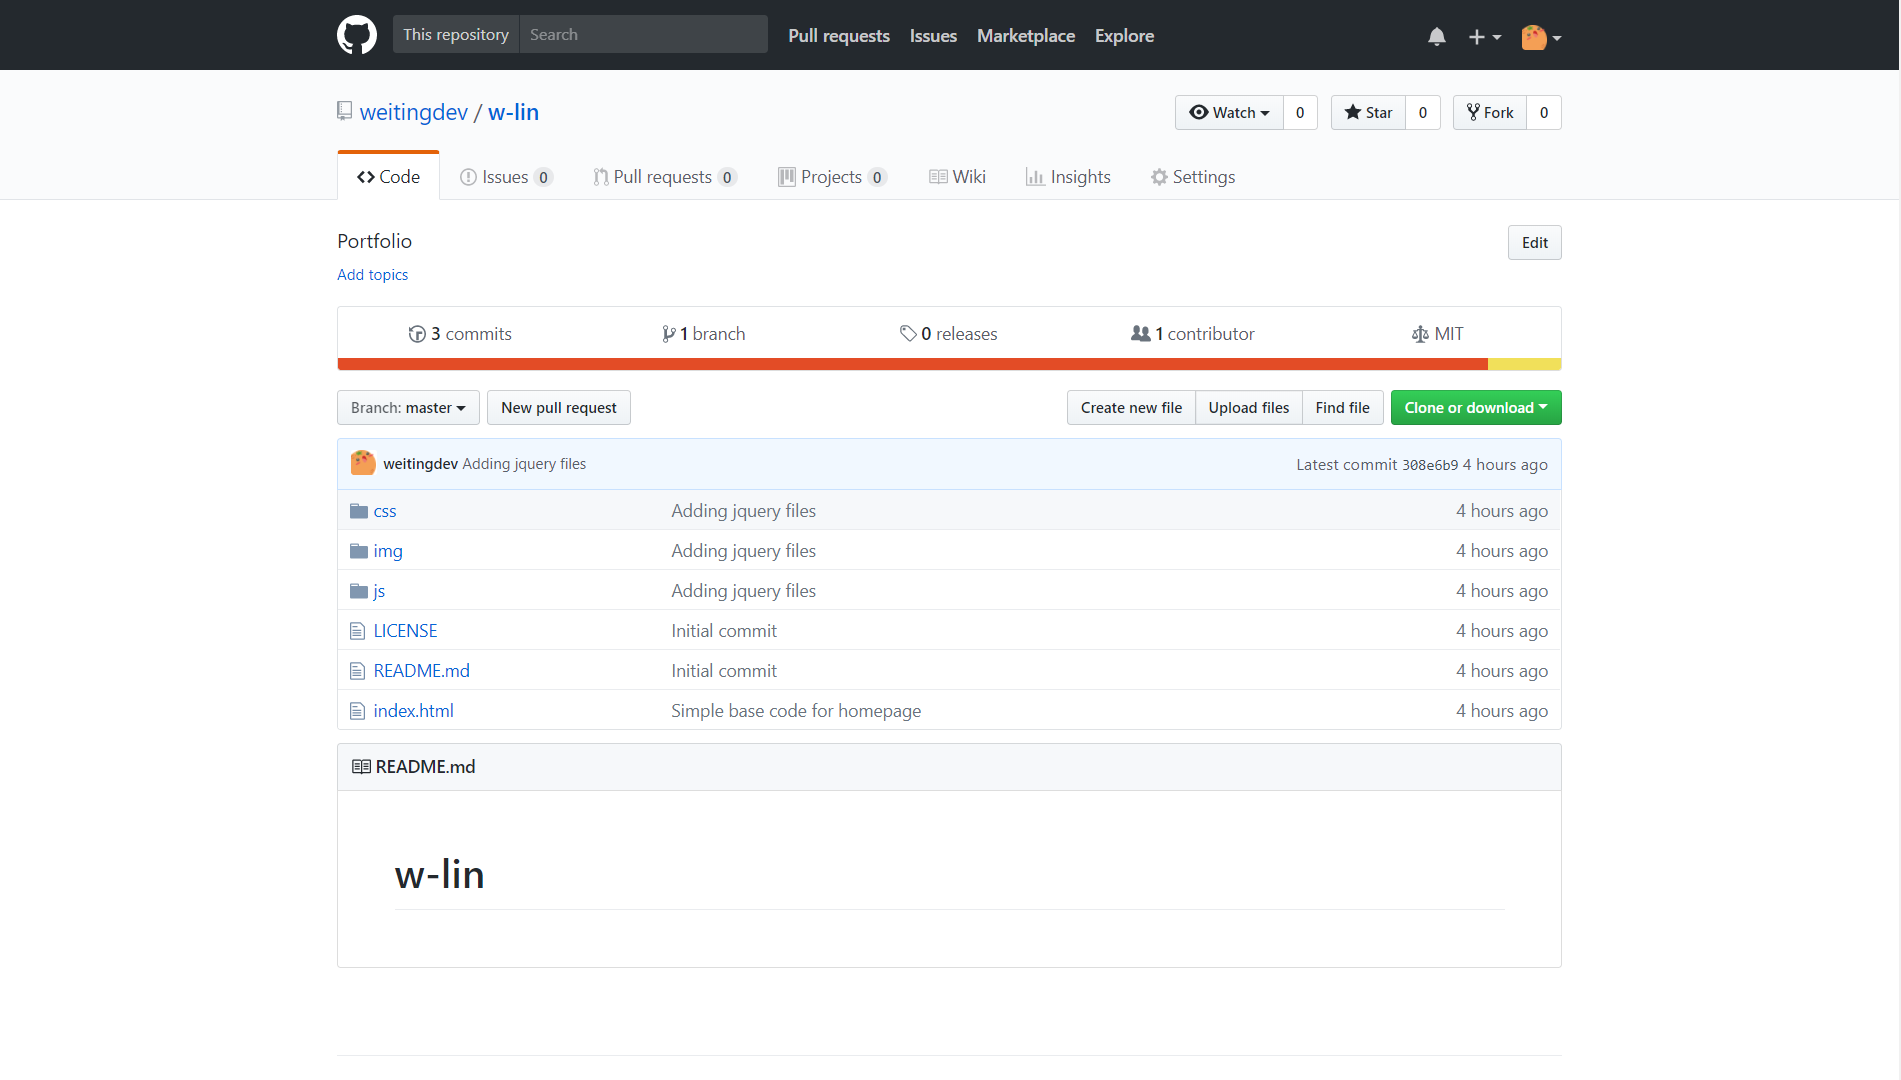 This repository Search Pull requests Issues Marketplace Explore
weitingdev / w-lin Watch 0 Star 0 Fork 0
Code Issues 0 Pull requests 0 Projects 0 Wiki Insights Settings
Portfolio Edit
Add topics
3 commits 1 branch 0 releases 1 contributor MIT
Branch: master New pull request Create new file Upload files Find file Clone or download
weitingdev Adding jquery files Latest commit 308e6b9 4 hours ago
css Adding jquery files 4 hours ago
img Adding jquery files 4 hours ago
js Adding jquery files 4 hours ago
LICENSE Initial commit 4 hours ago
README.md Initial commit 4 hours ago
index.html Simple base code for homepage 4 hours ago
README.md
w-lin